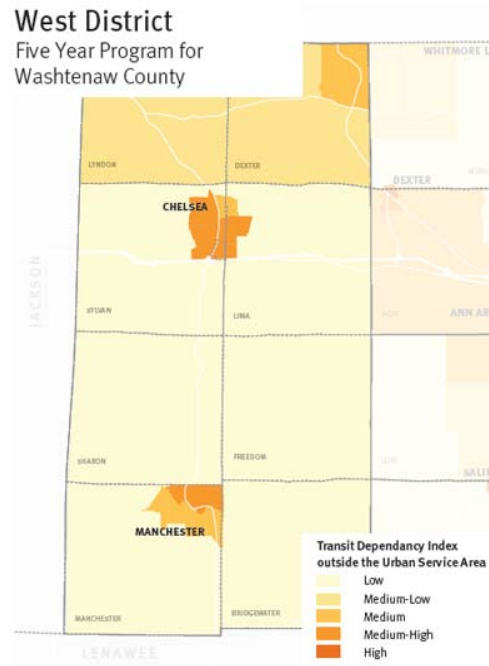 West District
Five Year Program for
Washtenaw County
WHITMORE L
LYNDON
DEXTER
DEXTER
CHELSEA
JACKSON
SYLVAN
LIMA
ANN AR
SHARON
FREEDOM
SALI
MANCHESTER
MANCHESTER
BRIDGEWATER
LENAWEE
Transit Dependancy Index
outside the Urban Service Area
Low
Medium-Low
Medium
Medium-High
High